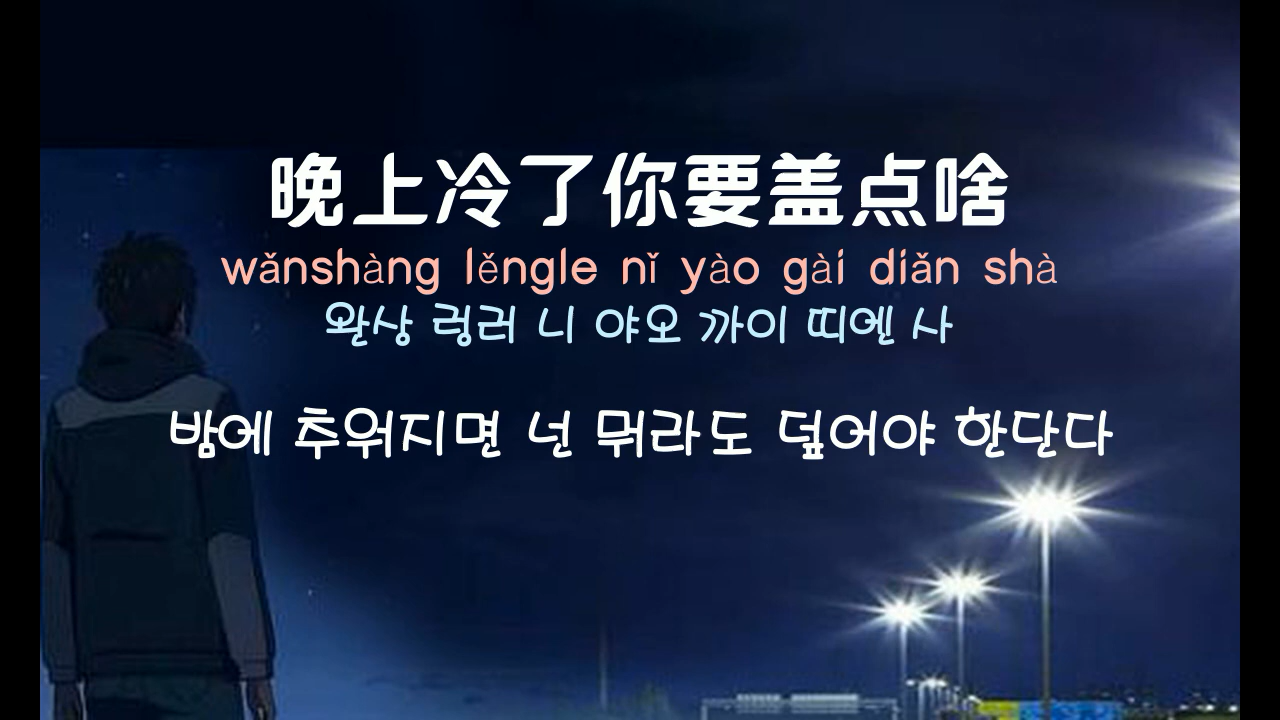 晚上冷了你要盖点啥
wǎnshàng lěngle nǐ yào gài diǎn shà
완상 렁러 니 야오 까이 띠엔 사
밤에 추워지면 넌 뭐라도 덮어야 한단다